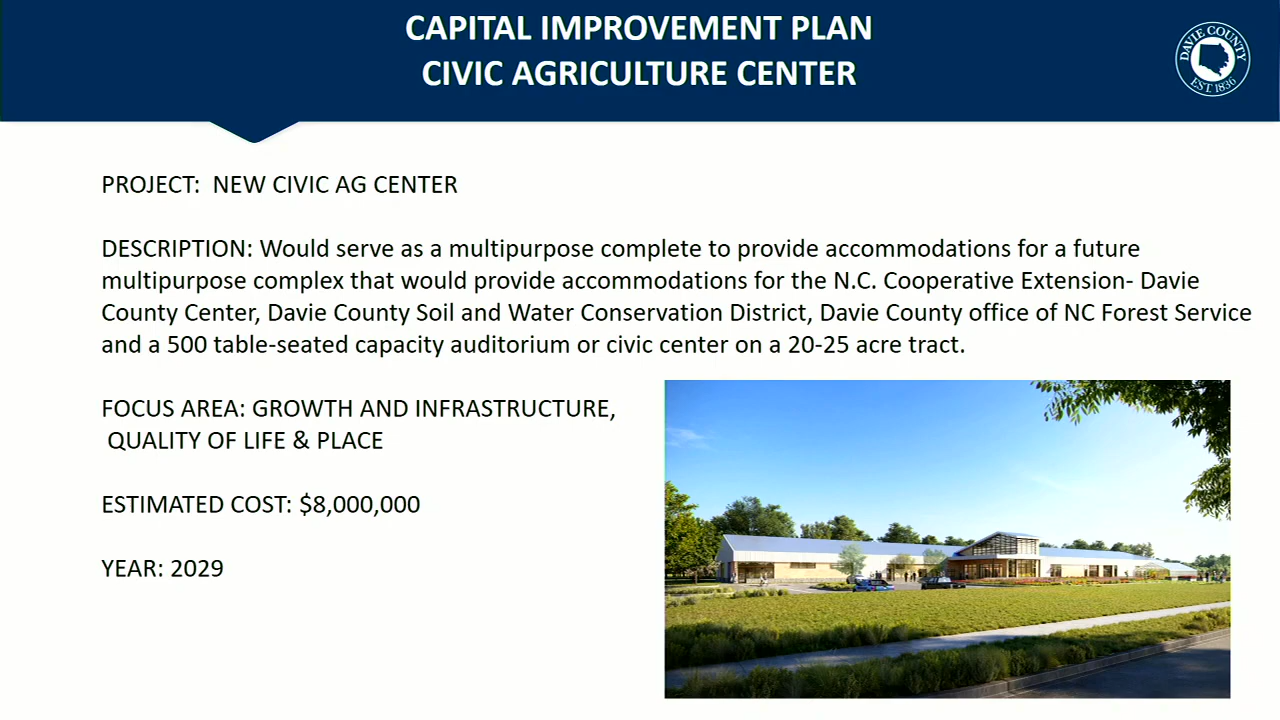 CAPITAL IMPROVEMENT PLAN
CIVIC AGRICULTURE CENTER
DAVIE COUNTY
EST. 1836
PROJECT:  NEW CIVIC AG CENTER
DESCRIPTION: Would serve as a multipurpose complete to provide accommodations for a future
multipurpose complex that would provide accommodations for the N.C. Cooperative Extension- Davie
County Center, Davie County Soil and Water Conservation District, Davie County office of NC Forest Service
and a 500 table-seated capacity auditorium or civic center on a 20-25 acre tract.
FOCUS AREA: GROWTH AND INFRASTRUCTURE,
QUALITY OF LIFE & PLACE
ESTIMATED COST: $8,000,000
YEAR: 2029